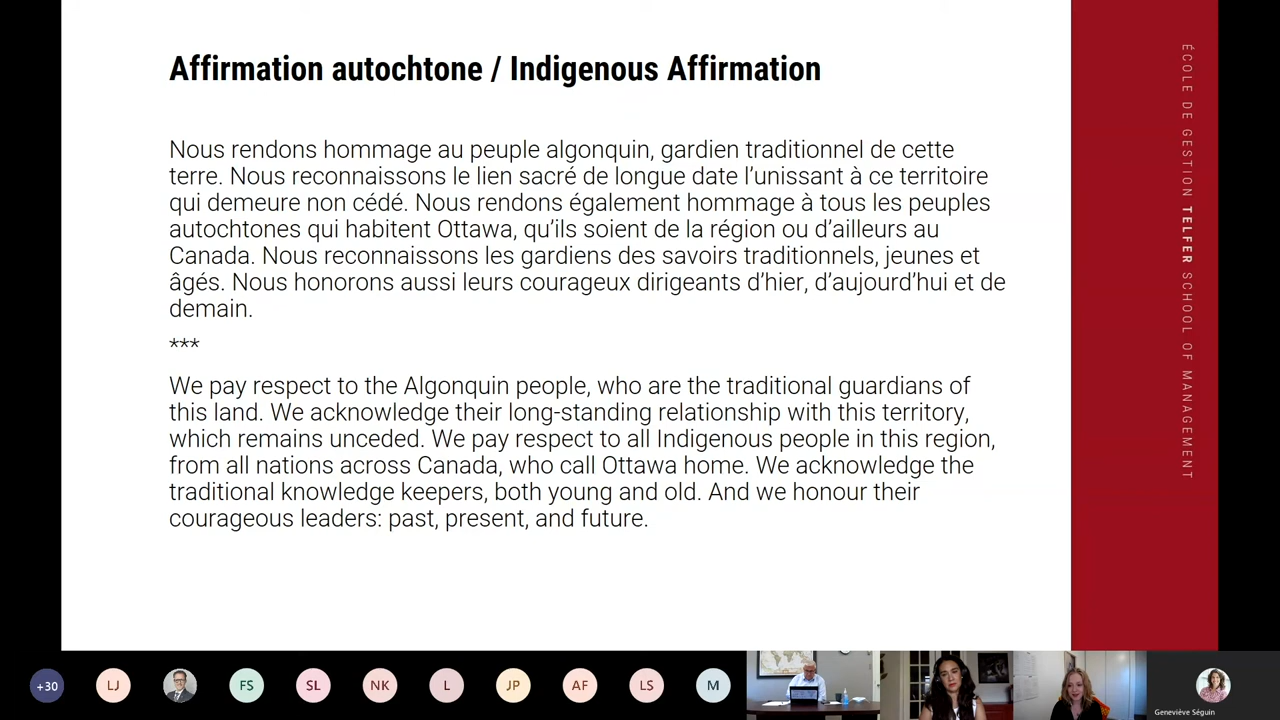 Affirmation autochtone / Indigenous Affirmation
Nous rendons hommage au peuple algonquin, gardien traditionnel de cette
terre. Nous reconnaissons le lien sacré de longue date l’unissant à ce territoire
qui demeure non cédé. Nous rendons également hommage à tous les peuples
autochtones qui habitent Ottawa, qu’ils soient de la région ou d’ailleurs au
Canada. Nous reconnaissons les gardiens des savoirs traditionnels, jeunes et
âgés. Nous honorons aussi leurs courageux dirigeants d’hier, d’aujourd’hui et de
demain.
***
We pay respect to the Algonquin people, who are the traditional guardians of
this land. We acknowledge their long-standing relationship with this territory,
which remains unceded. We pay respect to all Indigenous people in this region,
from all nations across Canada, who call Ottawa home. We acknowledge the
traditional knowledge keepers, both young and old. And we honour their
courageous leaders: past, present, and future.
ÉCOLE DE GESTION TELFER SCHOOL OF MANAGEMENT
+30
LJ
FS
SL
NK
L
JP
AF
LS
M
Geneviève Séguin